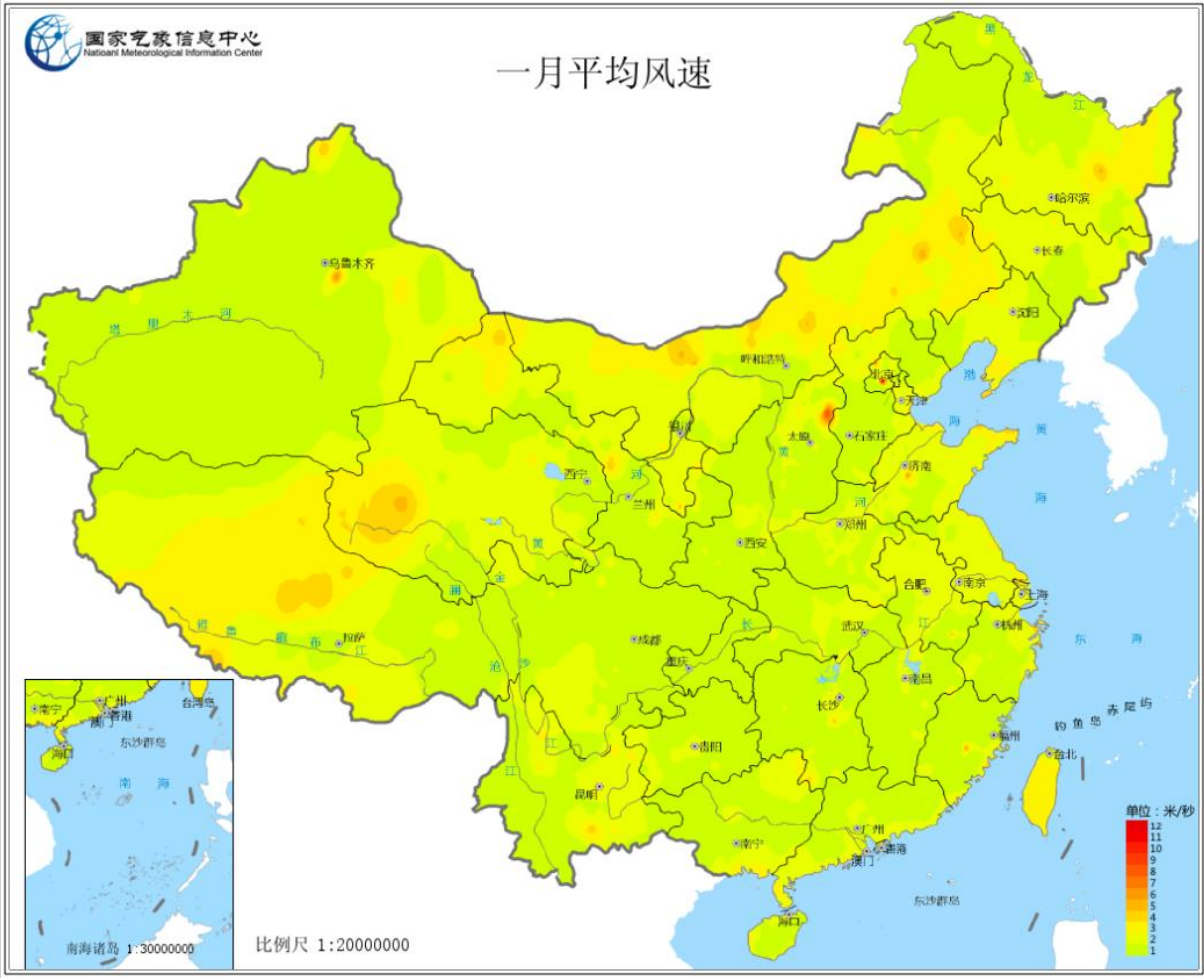 国家气象信息中心
Natioanl Meteorological Information Center
一月平均风速
黑
龙
江
哈尔滨
长春
乌鲁木齐
塔里木河
沈阳
呼和浩特
北京
天津
渤
海
黄
海
银川
太原
石家庄
黄
济南
西宁
河
兰州
河
郑州
西安
黄
金
澜
合肥
南京
上海
雅鲁藏布江
拉萨
成都
长
武汉
江
杭州
东海
沧
沙
重庆
南昌
长沙
钓鱼岛
赤尾屿
福州
江
贵阳
台北
江
昆明
南宁
广州
香港
澳门
海口
东沙群岛
单位：米/秒
12
11
10
9
8
7
6
5
4
3
2
1
南宁
广州
香港
澳门
台湾岛
海口
东沙群岛
南海
南海诸岛 1:30000000
比例尺 1:20000000